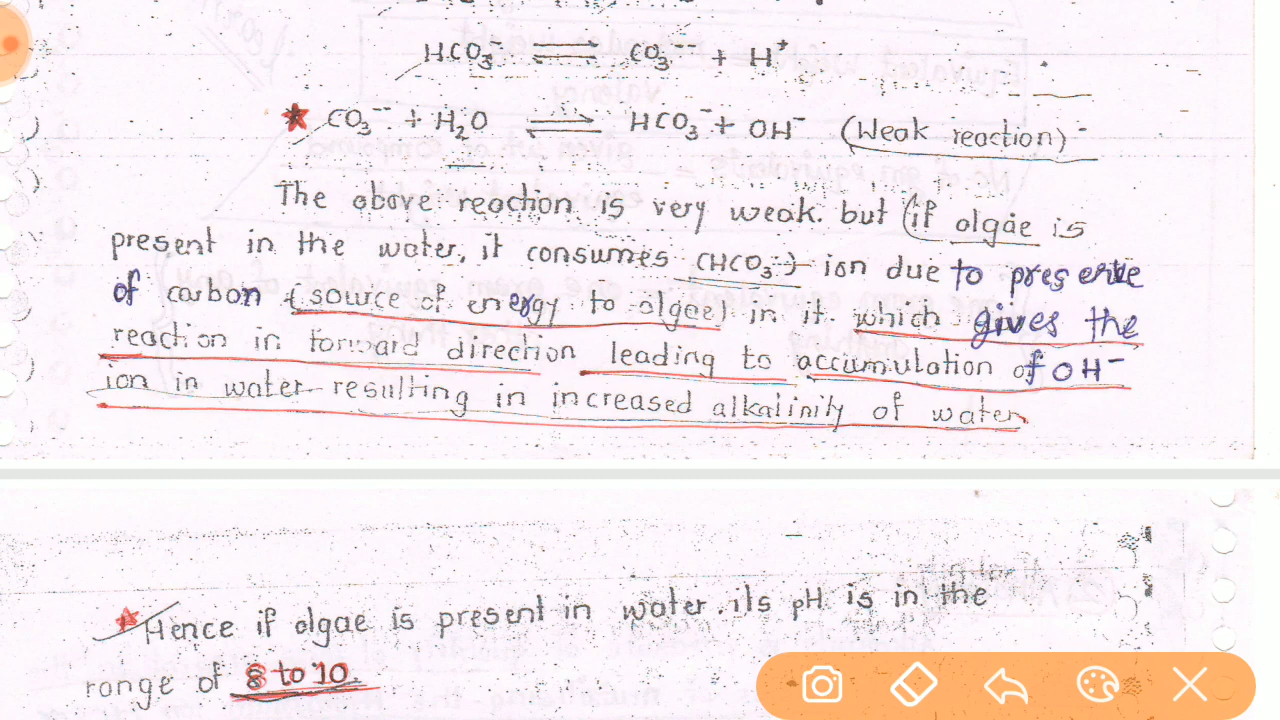 HCO₃⁻ ⇌ CO₃⁻⁻ + H⁺
★ CO₃⁻⁻ + H₂O ⇌ HCO₃⁻ + OH⁻ (Weak reaction)
The above reaction is very weak. but (if algae is
present in the water, it consumes (HCO₃⁻) ion due to presence
of carbon (source of energy to algae) in it. which gives the
reaction in forward direction leading to accumulation of OH⁻
ion in water resulting in increased alkalinity of water.
★ Hence if algae is present in water. its pH is in the
range of 8 to 10.